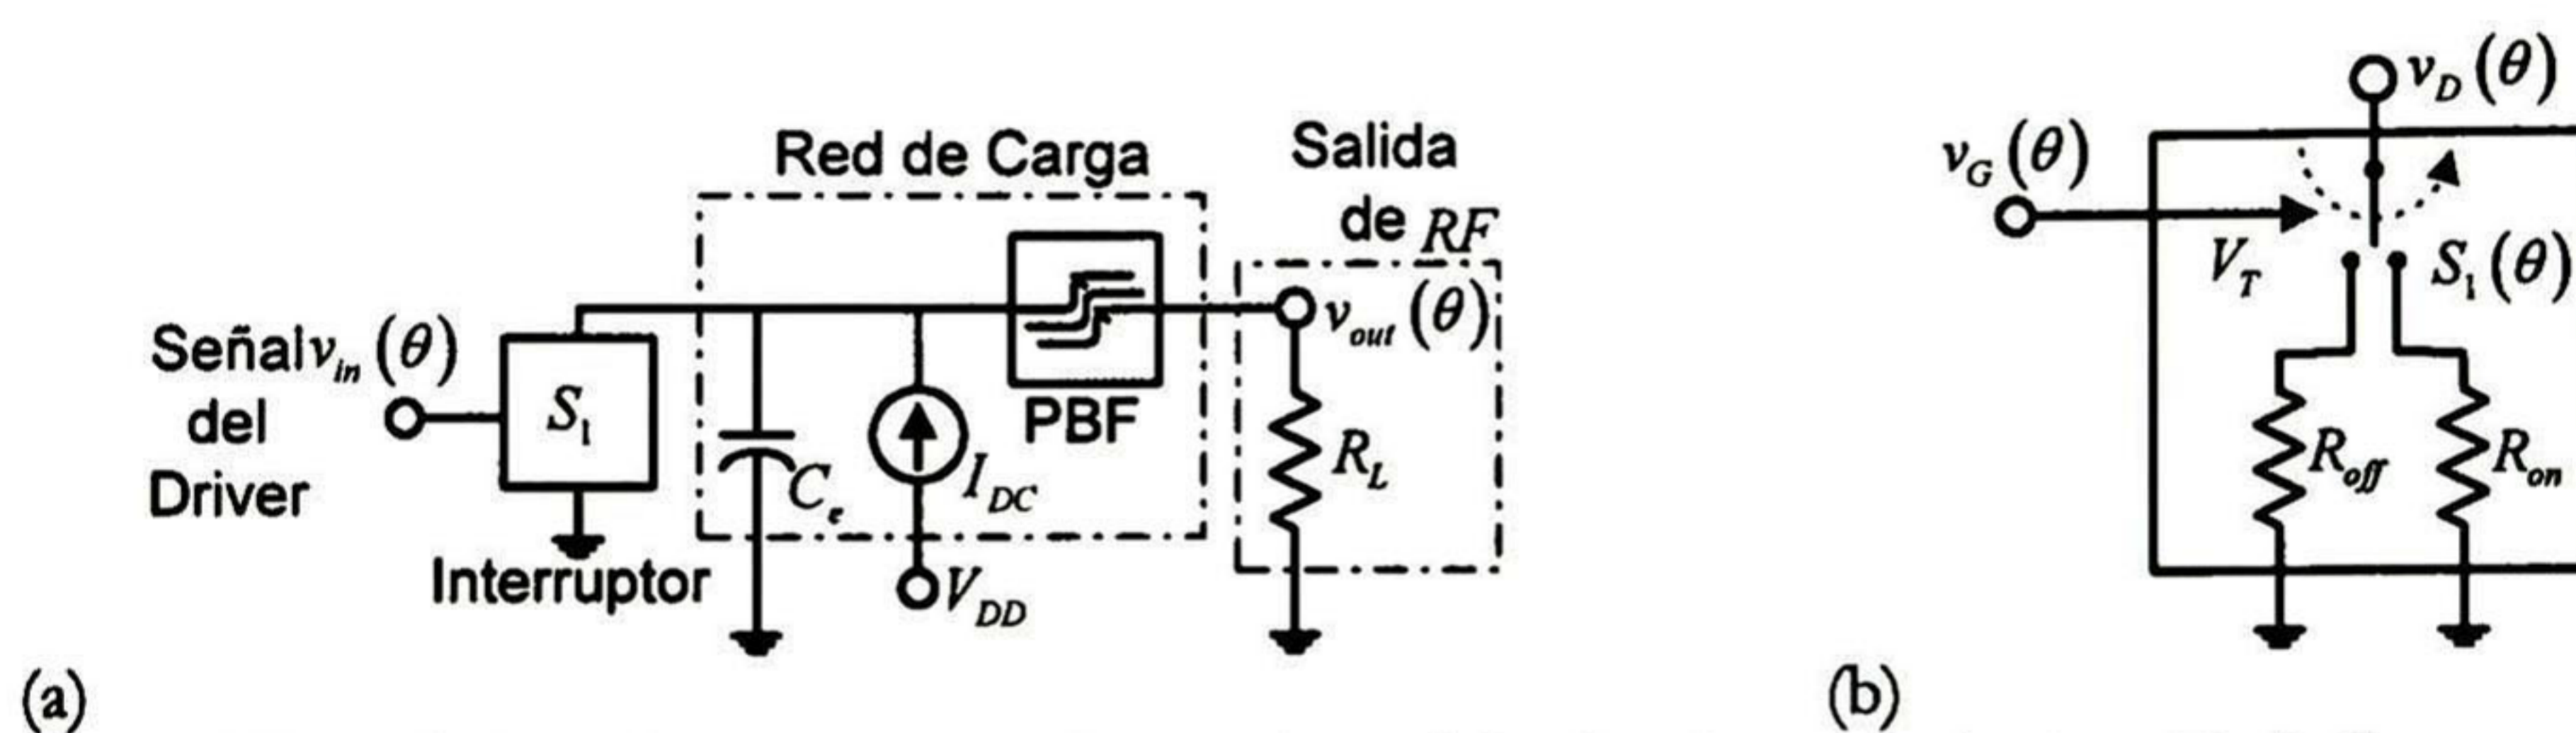 Red de Carga
Salida
de RF
Señal v_in (θ)
del
Driver
S_1
Interruptor
C_e
I_DC
V_DD
PBF
v_out (θ)
R_L
(a)
v_D (θ)
v_G (θ)
V_T
S_1 (θ)
R_off
R_on
(b)